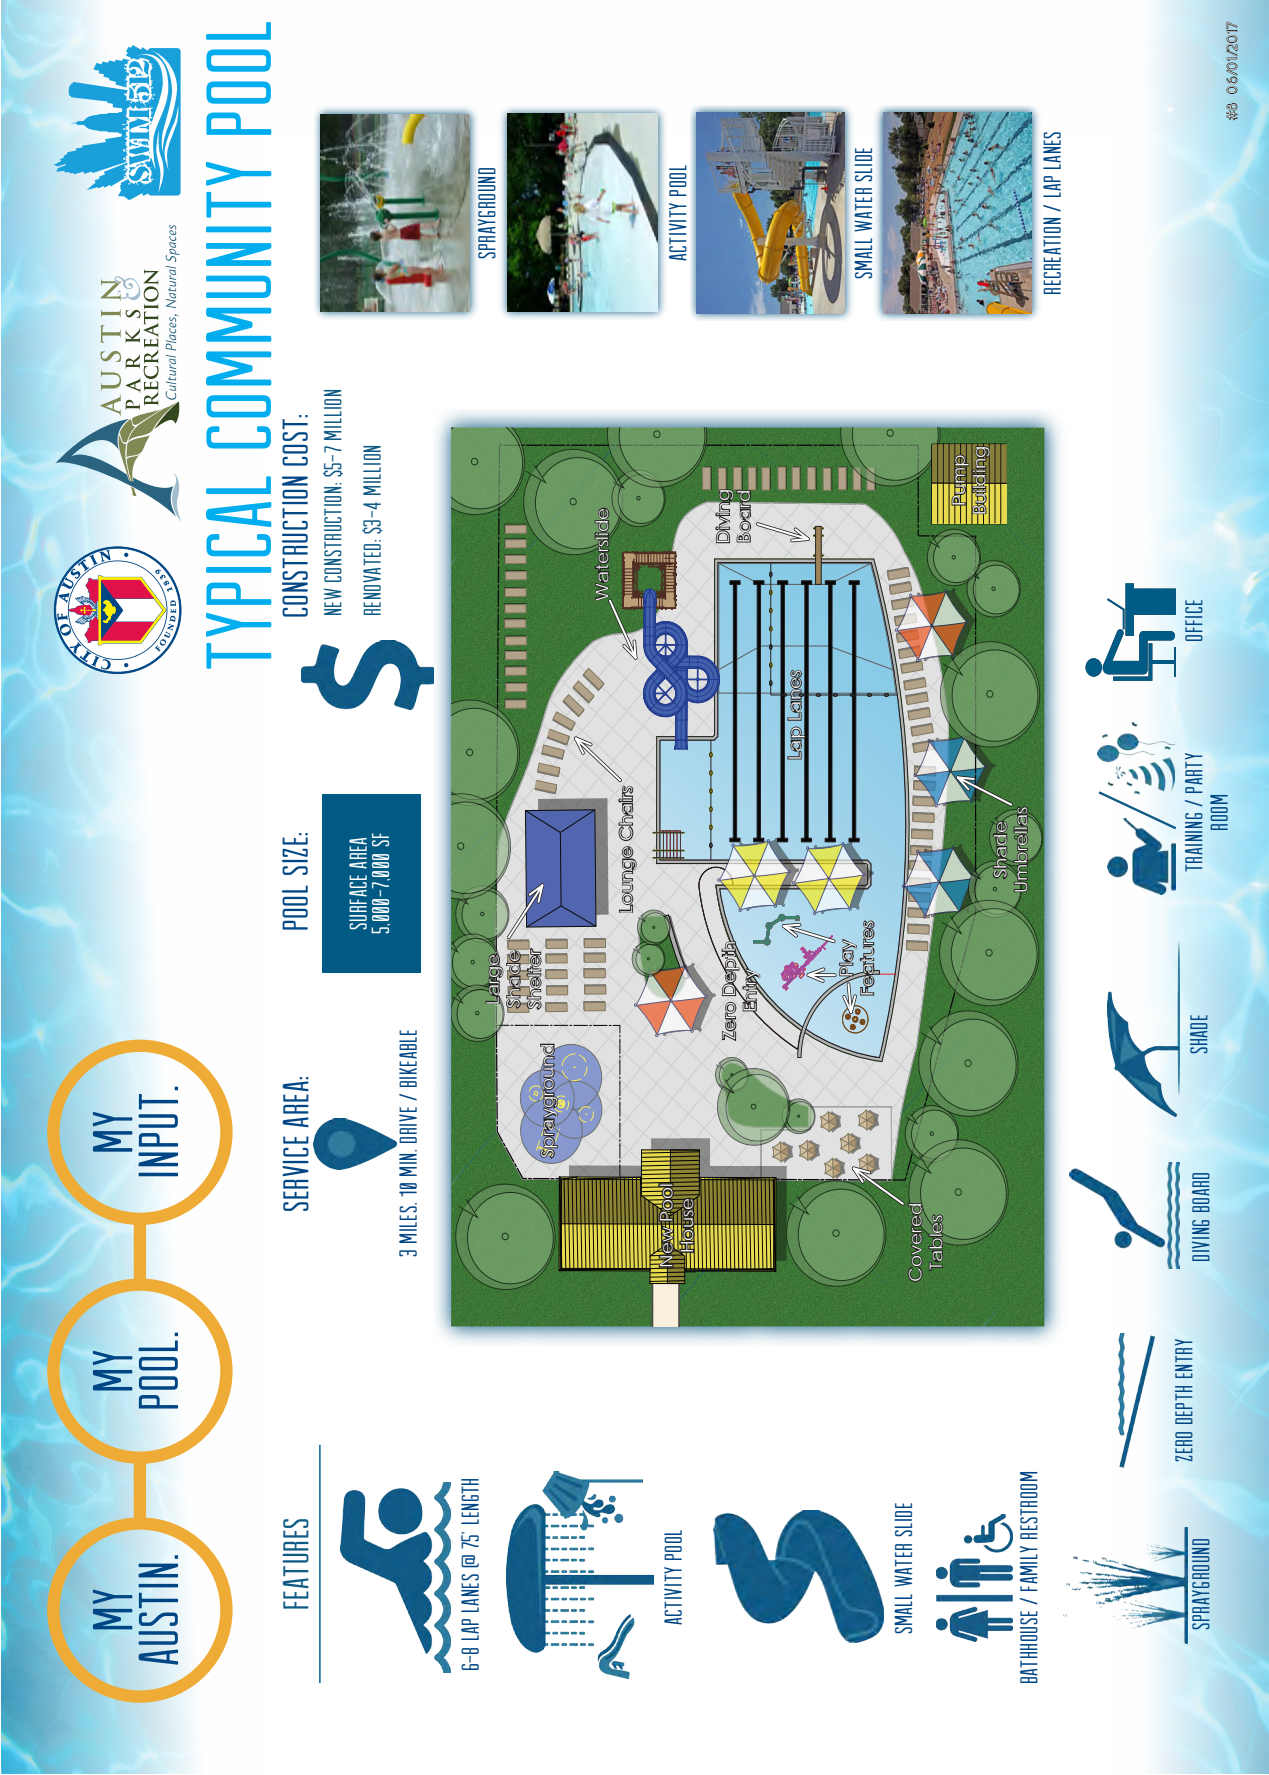 MY
AUSTIN.
MY
POOL.
MY
INPUT.
CITY OF AUSTIN
FOUNDED 1839
AUSTIN
PARKS &
RECREATION
Cultural Places, Natural Spaces
SWIM 512
TYPICAL COMMUNITY POOL
FEATURES
6-8 LAP LANES @ 75' LENGTH
ACTIVITY POOL
SMALL WATER SLIDE
BATHHOUSE / FAMILY RESTROOM
SPRAYGROUND
ZERO DEPTH ENTRY
DIVING BOARD
SHADE
TRAINING / PARTY
ROOM
OFFICE
SERVICE AREA:
3 MILES. 10 MIN. DRIVE / BIKEABLE
POOL SIZE:
SURFACE AREA
5,000-7,000 SF
CONSTRUCTION COST:
NEW CONSTRUCTION: $5-7 MILLION
RENOVATED: $3-4 MILLION
Sprayground
Large
Shade
Shelter
Lounge Chairs
Waterslide
Diving
Board
Pump
Building
Lap Lanes
Zero Depth
Entry
Play
Features
Shade
Umbrellas
New Pool
House
Covered
Tables
SPRAYGROUND
ACTIVITY POOL
SMALL WATER SLIDE
RECREATION / LAP LANES
#8 06/01/2017